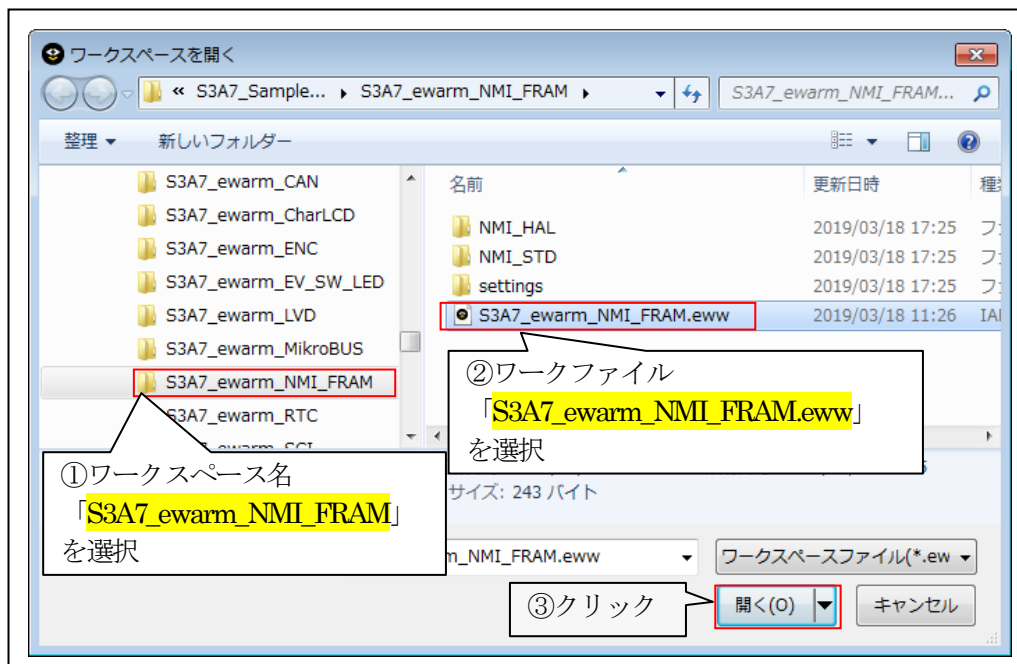 ワークスペースを開く
« S3A7_Sample... ▸ S3A7_ewarm_NMI_FRAM ▸
S3A7_ewarm_NMI_FRAM...
整理 ▼ 新しいフォルダー
S3A7_ewarm_CAN
S3A7_ewarm_CharLCD
S3A7_ewarm_ENC
S3A7_ewarm_EV_SW_LED
S3A7_ewarm_LVD
S3A7_ewarm_MikroBUS
S3A7_ewarm_NMI_FRAM
S3A7_ewarm_RTC
名前 更新日時
NMI_HAL 2019/03/18 17:25
NMI_STD 2019/03/18 17:25
settings 2019/03/18 17:25
S3A7_ewarm_NMI_FRAM.eww 2019/03/18 11:26
②ワークファイル
「S3A7_ewarm_NMI_FRAM.eww」
を選択
①ワークスペース名
「S3A7_ewarm_NMI_FRAM」
を選択
サイズ: 243 バイト
m_NMI_FRAM.eww
ワークスペースファイル(*.ew
③クリック
開く(O)
キャンセル